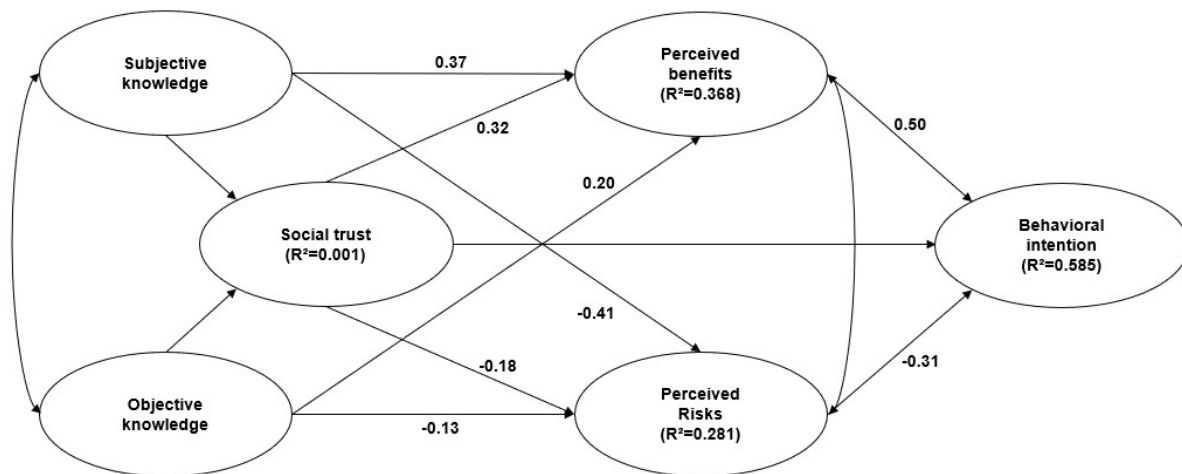 Subjective
knowledge
0.37
Perceived
benefits
(R²=0.368)
0.32
0.50
0.20
Social trust
(R²=0.001)
Behavioral
intention
(R²=0.585)
-0.41
-0.18
-0.31
Objective
knowledge
-0.13
Perceived
Risks
(R²=0.281)